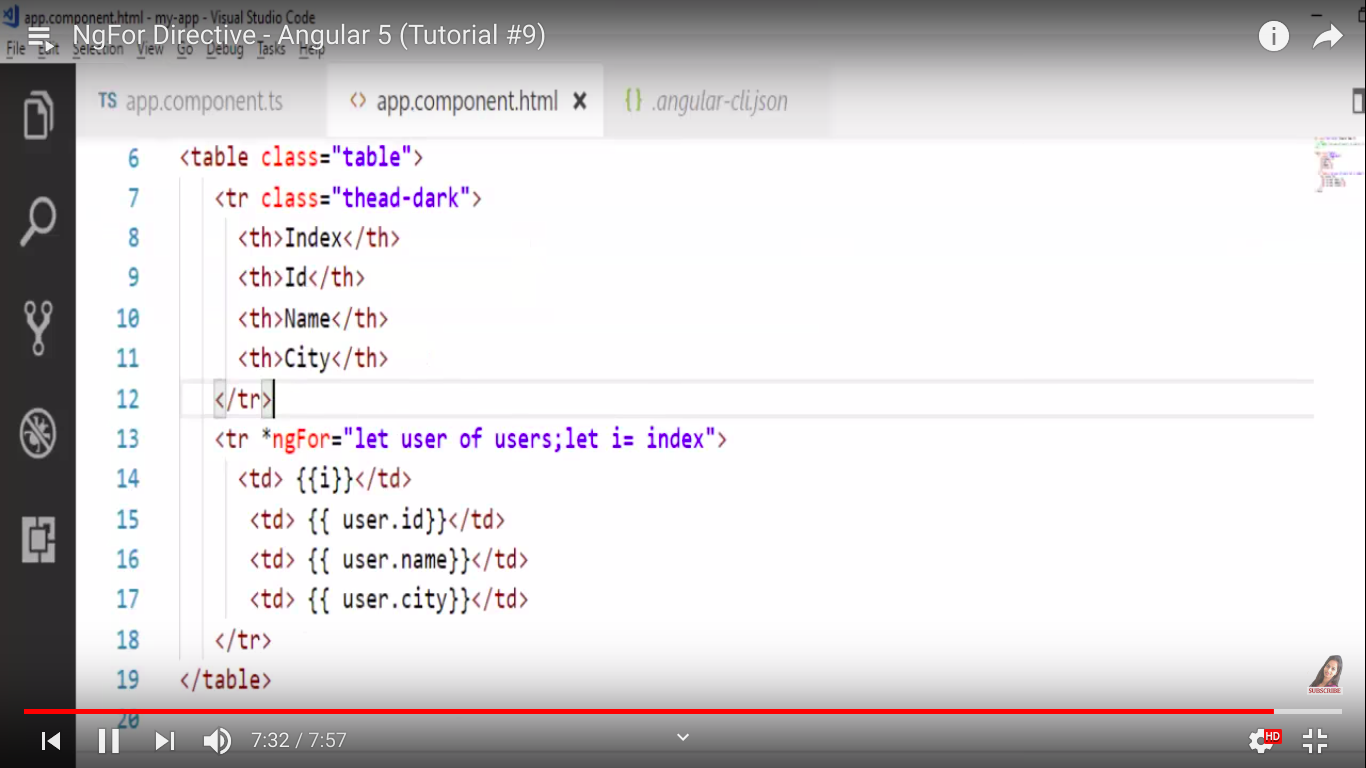 app.component.html - my-app - Visual Studio Code
NgFor Directive - Angular 5 (Tutorial #9)
File Edit Selection View Go Debug Tasks Help
TS app.component.ts <> app.component.html × {} .angular-cli.json
6 <table class="table">
7 <tr class="thead-dark">
8 <th>Index</th>
9 <th>Id</th>
10 <th>Name</th>
11 <th>City</th>
12 </tr>
13 <tr *ngFor="let user of users;let i= index">
14 <td> {{i}}</td>
15 <td> {{ user.id}}</td>
16 <td> {{ user.name}}</td>
17 <td> {{ user.city}}</td>
18 </tr>
19 </table>
SUBSCRIBE
20
7:32 / 7:57
HD